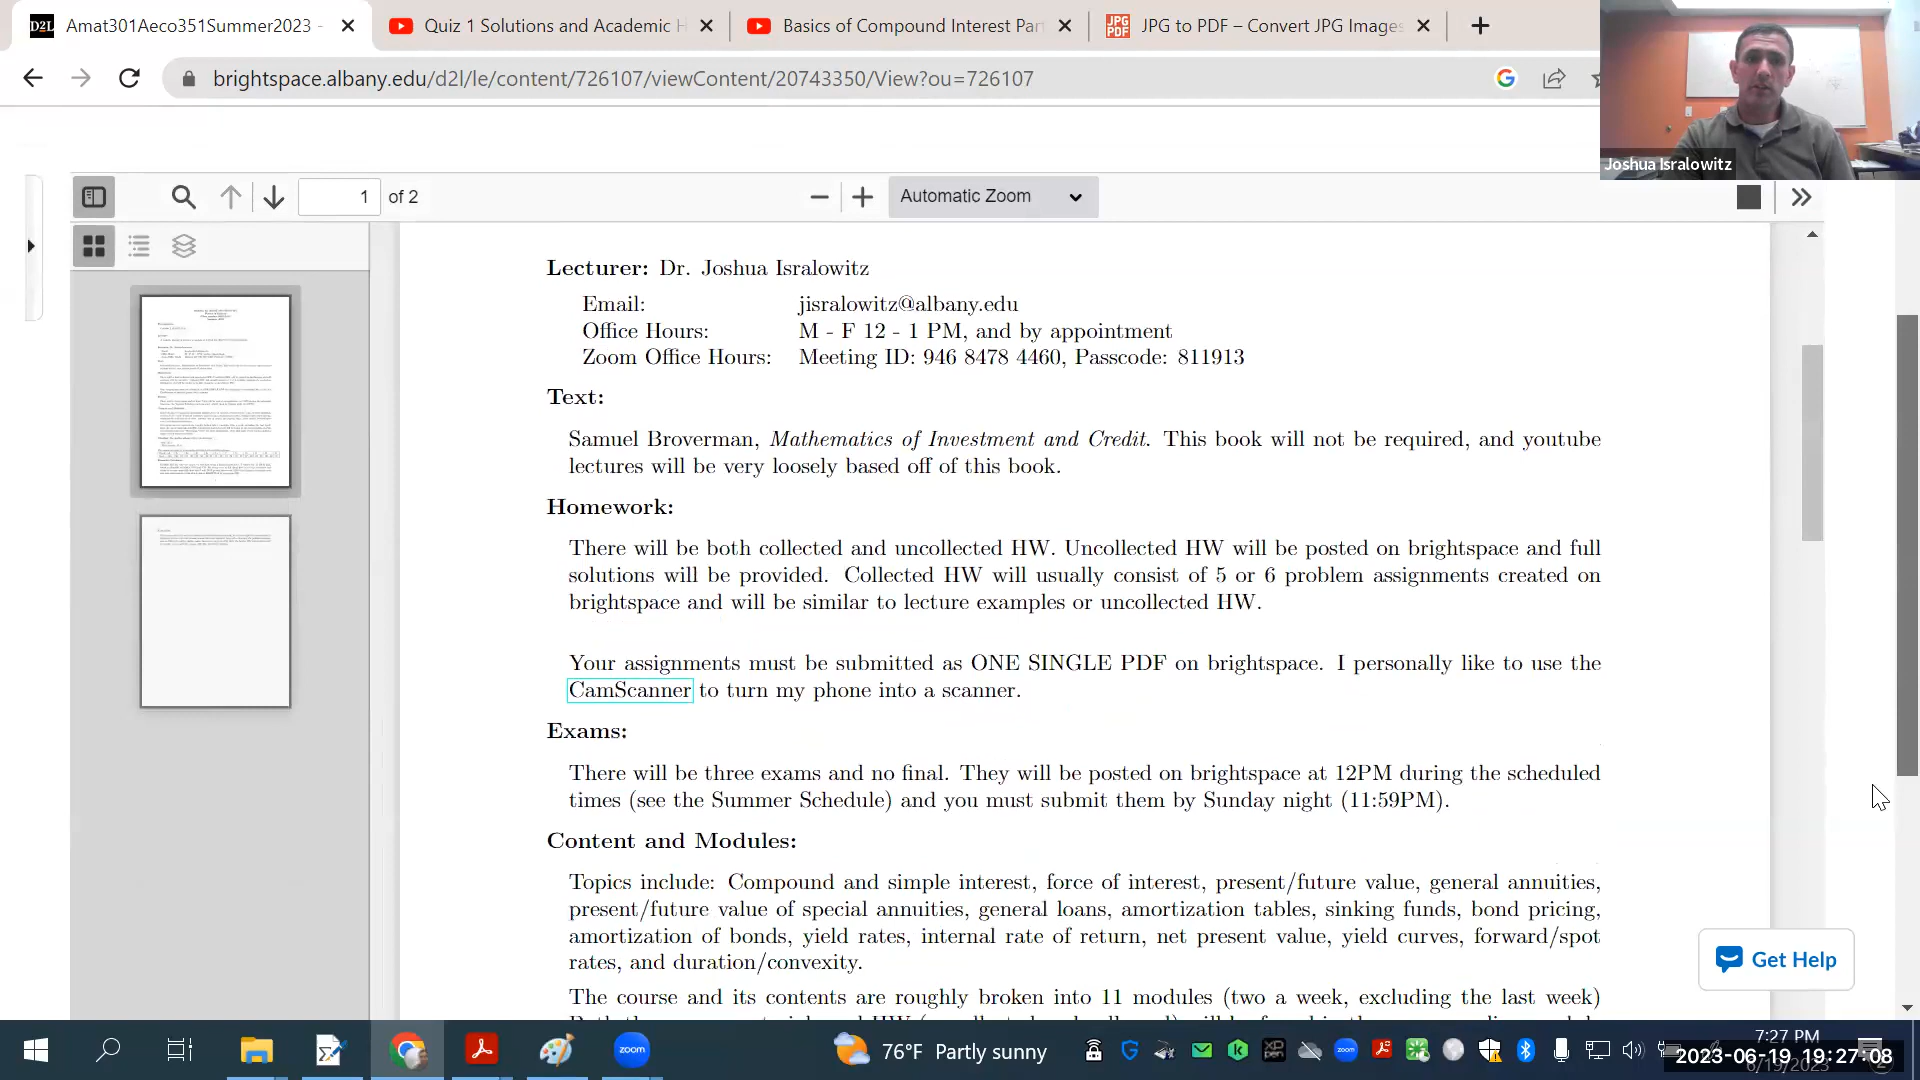 Amat301Aeco351Summer2023 -
Quiz 1 Solutions and Academic H
Basics of Compound Interest Par
JPG to PDF – Convert JPG Images
brightspace.albany.edu/d2l/le/content/726107/viewContent/20743350/View?ou=726107
Joshua Isralowitz
1 of 2
Automatic Zoom
Lecturer: Dr. Joshua Isralowitz
Email: jisralowitz@albany.edu
Office Hours: M - F 12 - 1 PM, and by appointment
Zoom Office Hours: Meeting ID: 946 8478 4460, Passcode: 811913
Text:
Samuel Broverman, Mathematics of Investment and Credit. This book will not be required, and youtube
lectures will be very loosely based off of this book.
Homework:
There will be both collected and uncollected HW. Uncollected HW will be posted on brightspace and full
solutions will be provided. Collected HW will usually consist of 5 or 6 problem assignments created on
brightspace and will be similar to lecture examples or uncollected HW.
Your assignments must be submitted as ONE SINGLE PDF on brightspace. I personally like to use the
CamScanner to turn my phone into a scanner.
Exams:
There will be three exams and no final. They will be posted on brightspace at 12PM during the scheduled
times (see the Summer Schedule) and you must submit them by Sunday night (11:59PM).
Content and Modules:
Topics include: Compound and simple interest, force of interest, present/future value, general annuities,
present/future value of special annuities, general loans, amortization tables, sinking funds, bond pricing,
amortization of bonds, yield rates, internal rate of return, net present value, yield curves, forward/spot
rates, and duration/convexity.
The course and its contents are roughly broken into 11 modules (two a week, excluding the last week)
Get Help
76°F Partly sunny
7:27 PM
2023-06-19 19:27:08